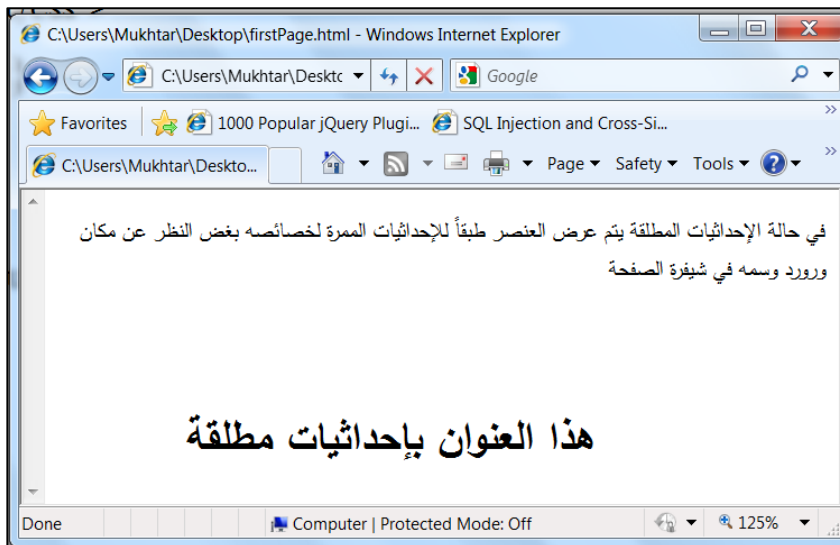 C:\Users\Mukhtar\Desktop\firstPage.html - Windows Internet Explorer
C:\Users\Mukhtar\Desktc Google
Favorites 1000 Popular jQuery Plugi... SQL Injection and Cross-Si...
C:\Users\Mukhtar\Deskto... Page Safety Tools
في حالة الإحداثيات المطلقة يتم عرض العنصر طبقاً للإحداثيات الممرة لخصائصه بغض النظر عن مكان
ورورد وسمه في شيفرة الصفحة
هذا العنوان بإحداثيات مطلقة
Done Computer | Protected Mode: Off 125%